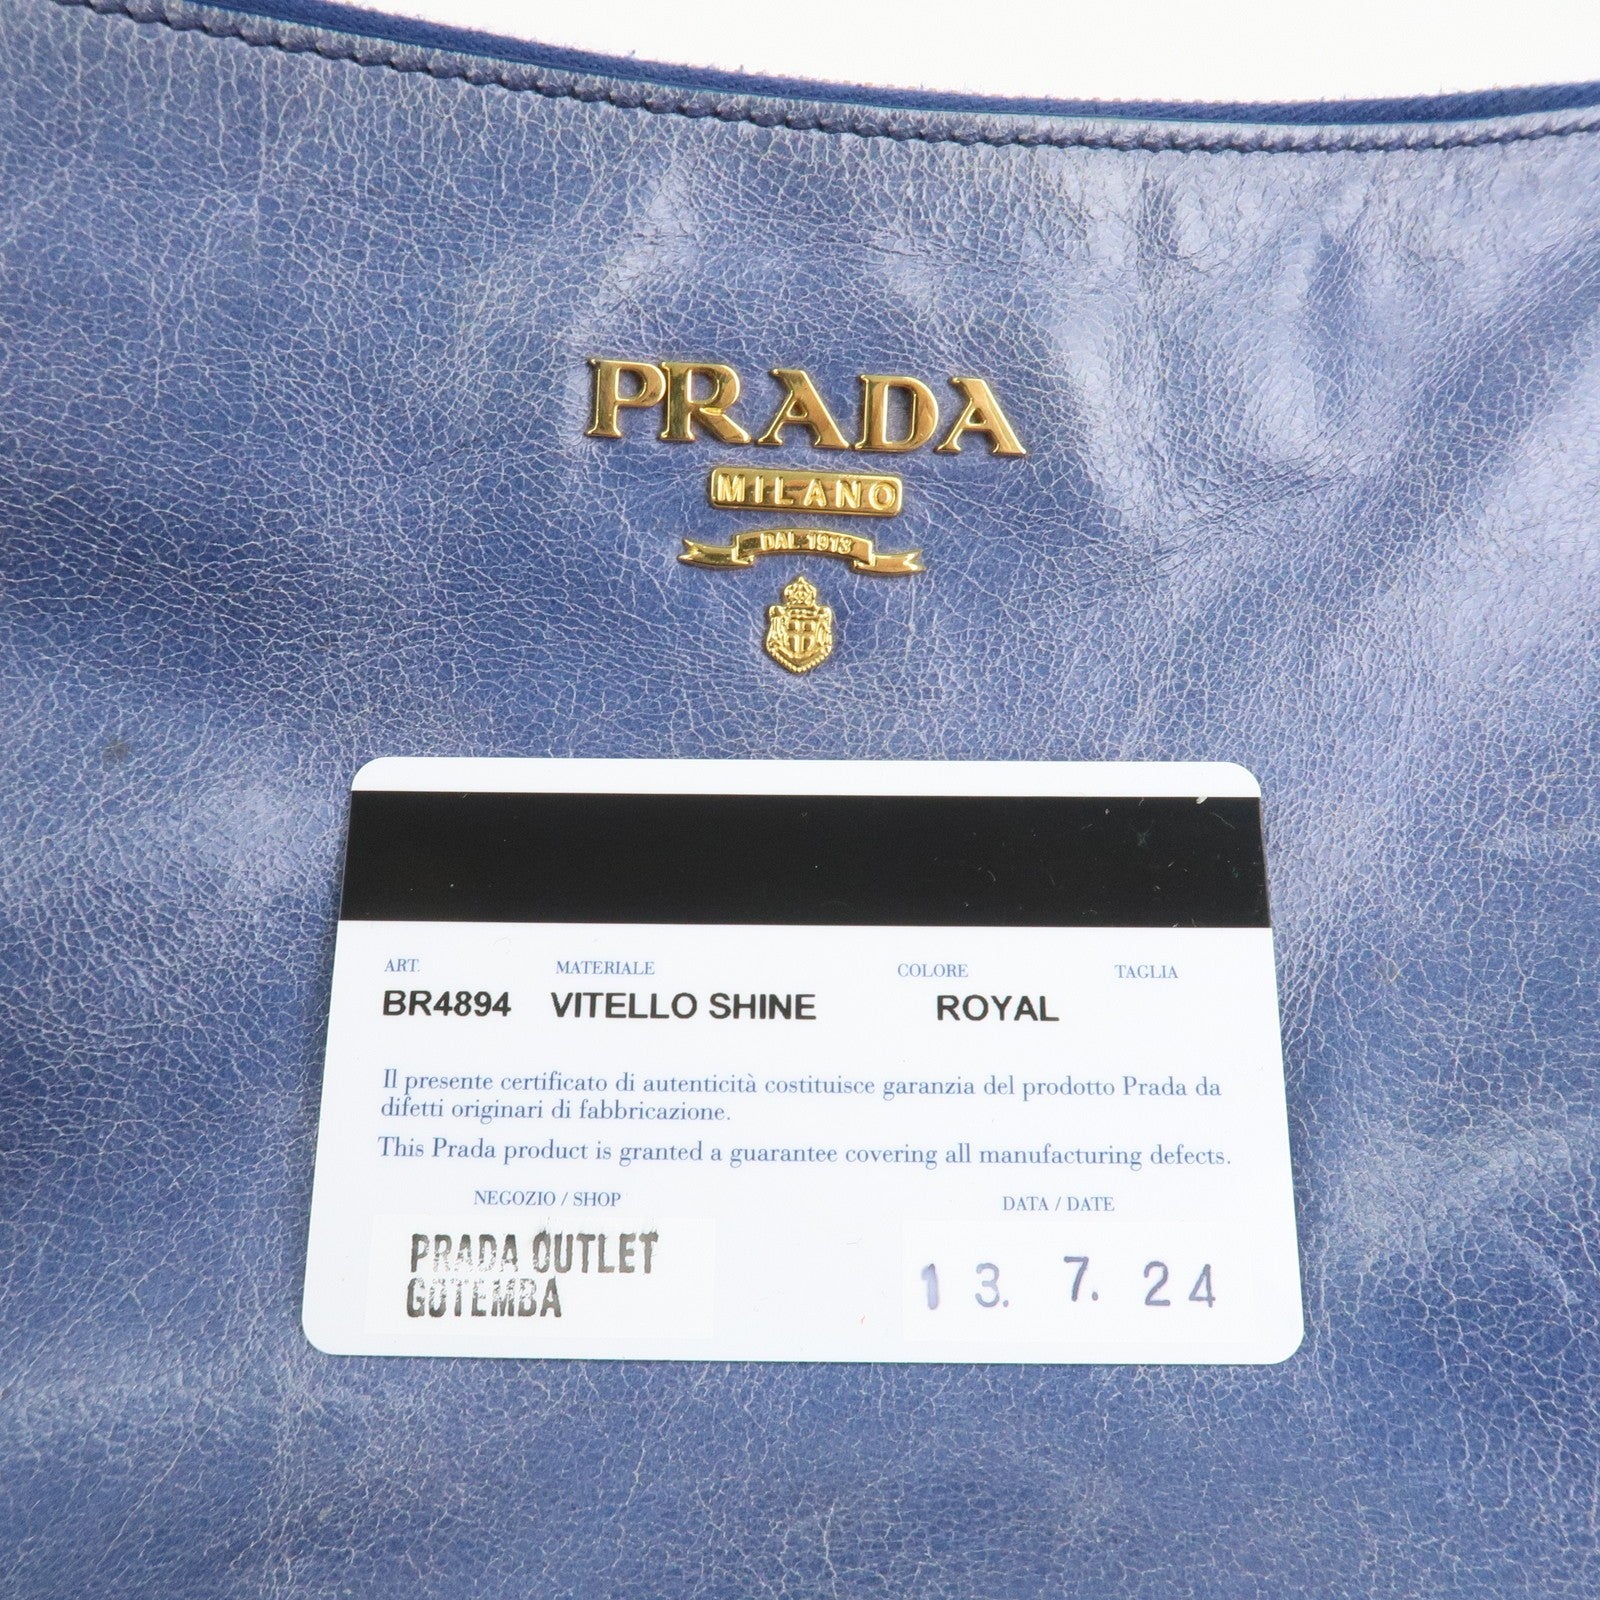 PRADA
MILANO
DAL 1913
ART. MATERIALE COLORE TAGLIA
BR4894 VITELLO SHINE ROYAL
Il presente certificato di autenticità costituisce garanzia del prodotto Prada da
difetti originari di fabbricazione.
This Prada product is granted a guarantee covering all manufacturing defects.
NEGOZIO / SHOP DATA / DATE
PRADA OUTLET
GOTEMBA
13. 7. 24